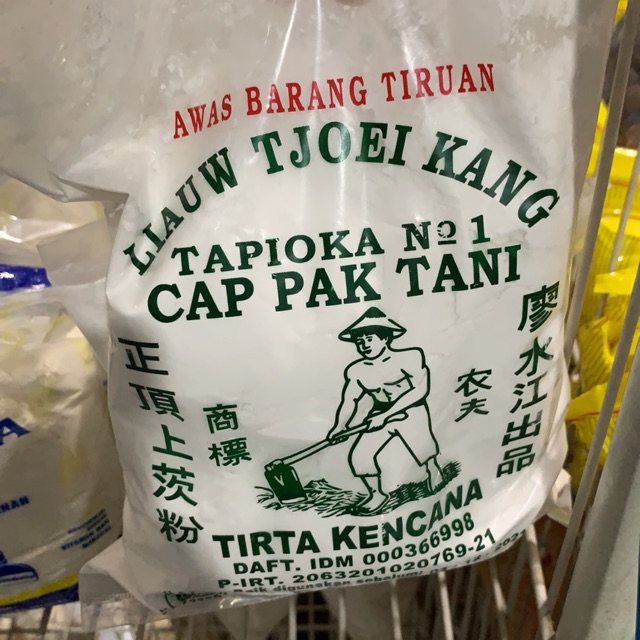 AWAS BARANG TIRUAN
LIAUW TJOEI KANG
TAPIOKA No 1
CAP PAK TANI
正頂上茨粉
商標
农夫
廖水江出品
TIRTA KENCANA
DAFT. IDM 000366998
P-IRT. 2063201020769-21